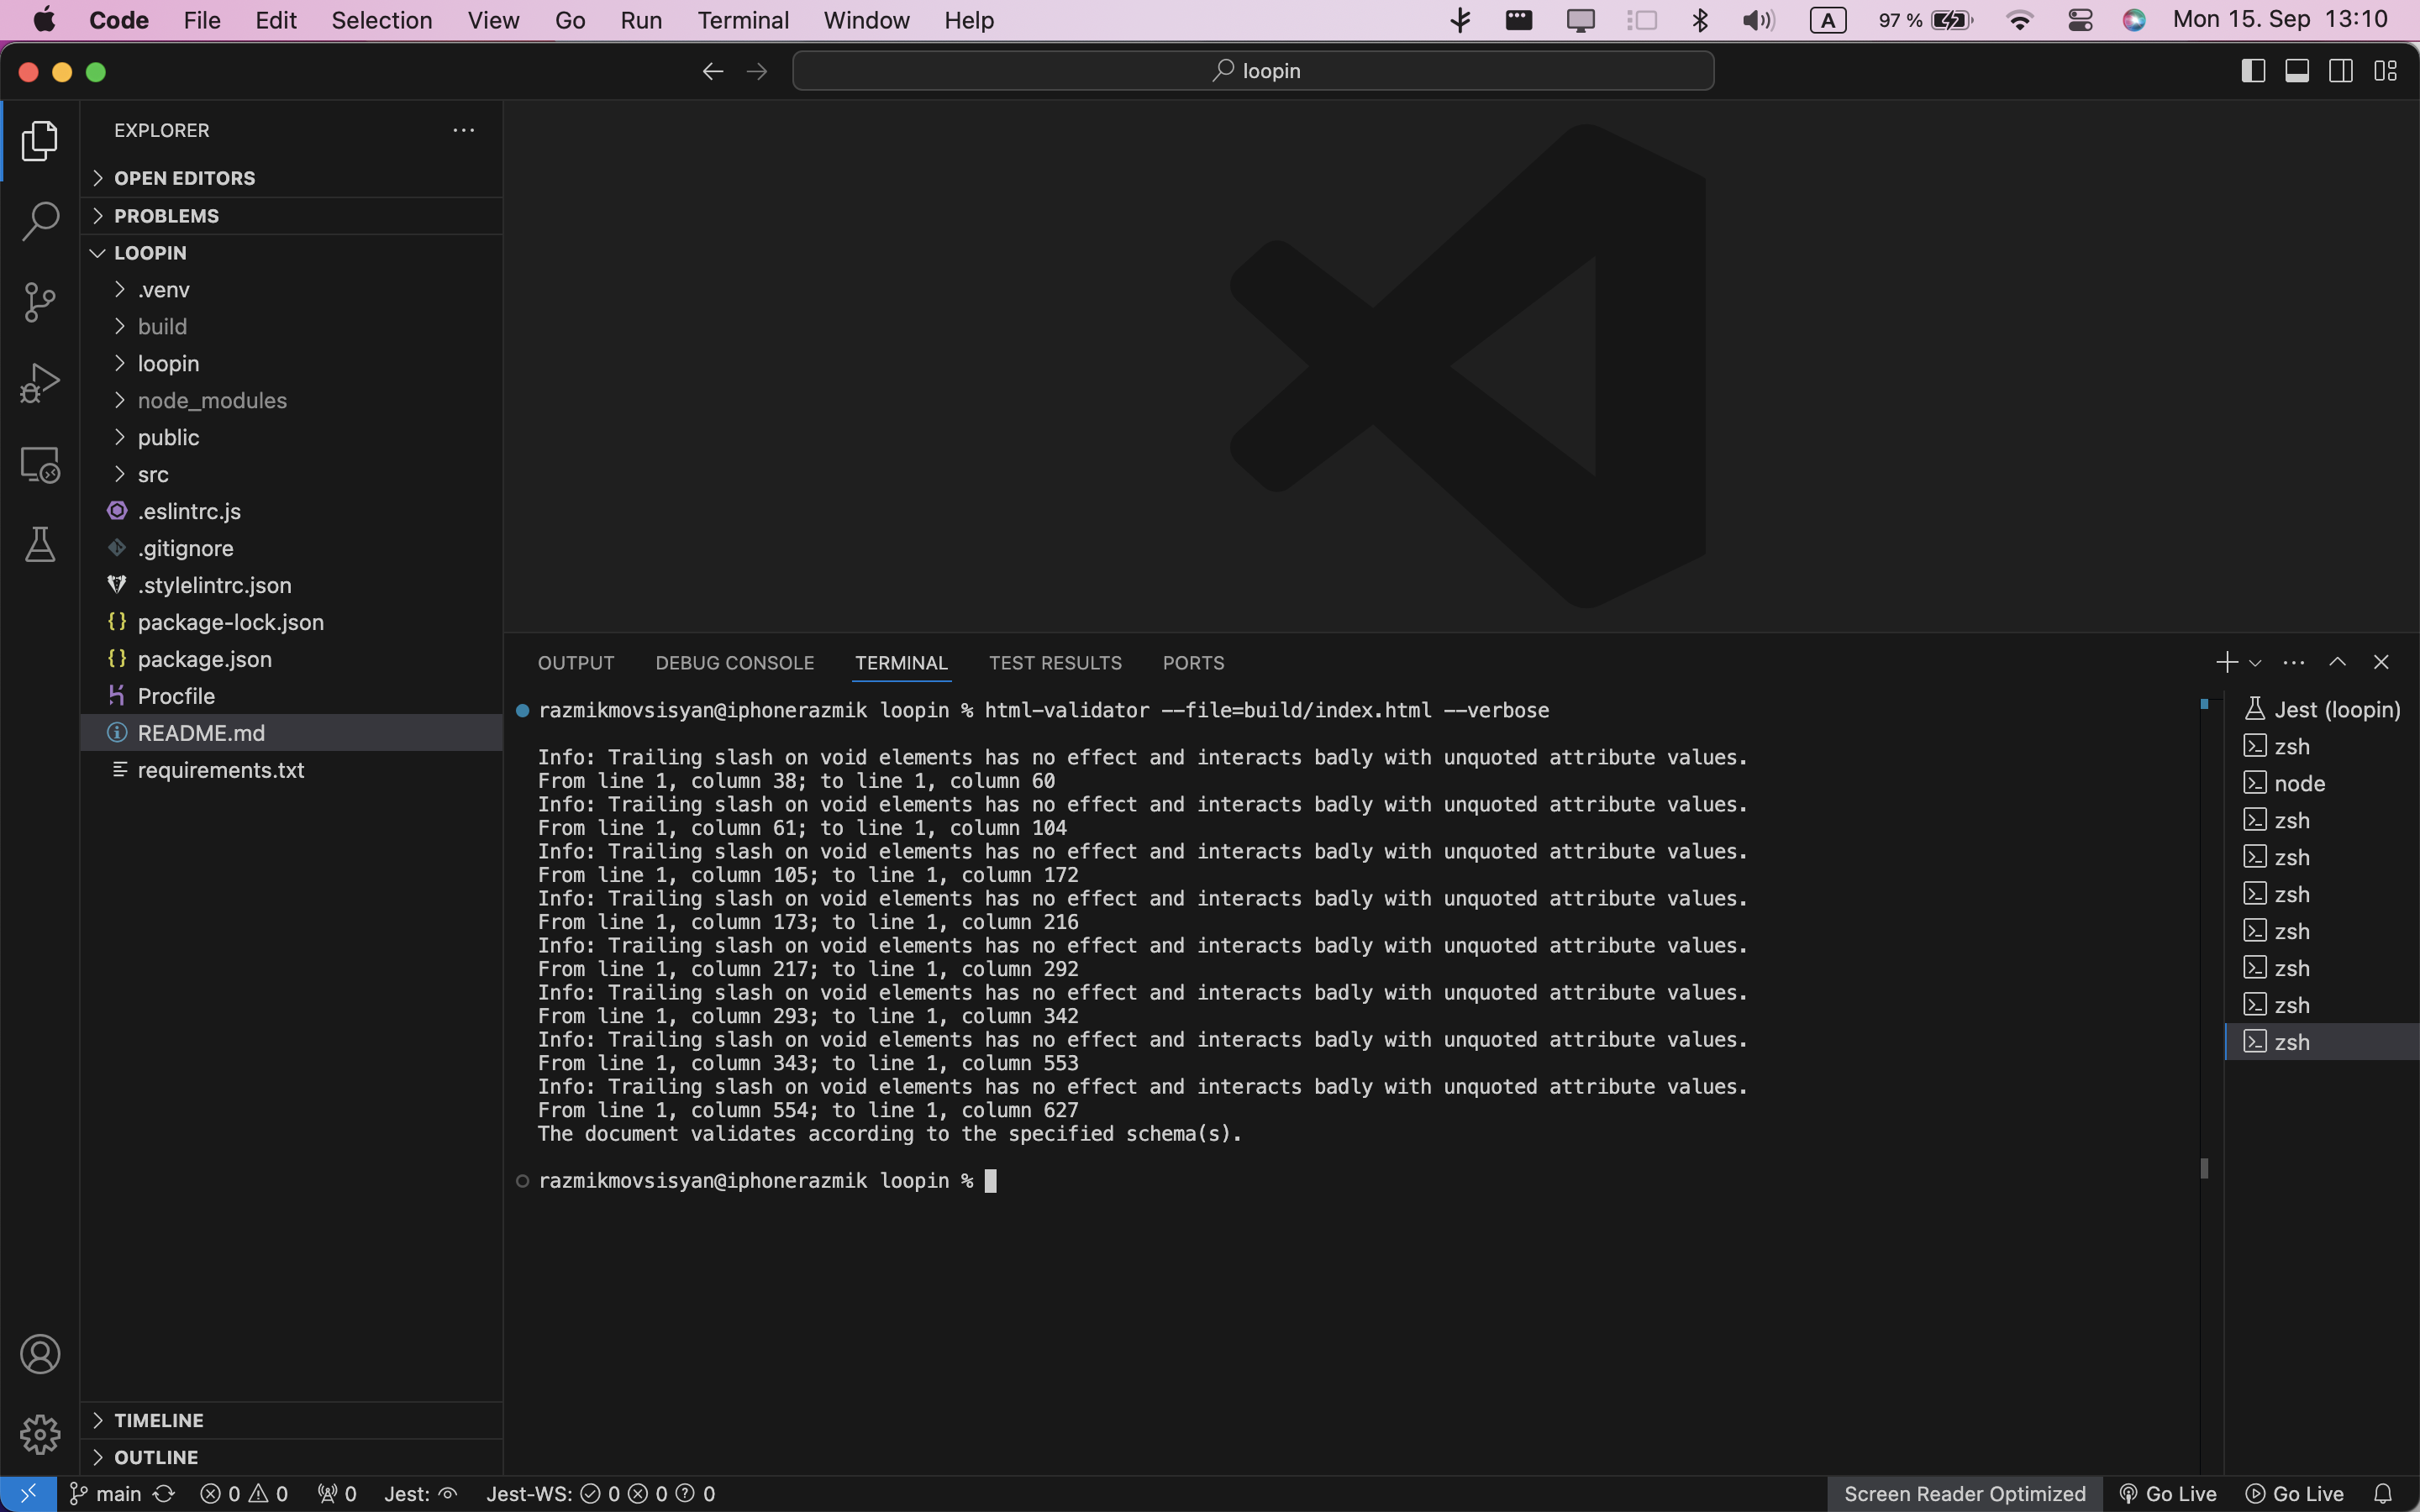 Code File Edit Selection View Go Run Terminal Window Help A 97 % Mon 15. Sep 13:10
loopin
EXPLORER
OPEN EDITORS
PROBLEMS
LOOPIN
.venv
build
loopin
node_modules
public
src
.eslintrc.js
.gitignore
.stylelintrc.json
package-lock.json
package.json
Procfile
README.md
requirements.txt
TIMELINE
OUTLINE
OUTPUT DEBUG CONSOLE TERMINAL TEST RESULTS PORTS
razmikmovsisyan@iphonerazmik loopin % html-validator --file=build/index.html --verbose
Info: Trailing slash on void elements has no effect and interacts badly with unquoted attribute values.
From line 1, column 38; to line 1, column 60
Info: Trailing slash on void elements has no effect and interacts badly with unquoted attribute values.
From line 1, column 61; to line 1, column 104
Info: Trailing slash on void elements has no effect and interacts badly with unquoted attribute values.
From line 1, column 105; to line 1, column 172
Info: Trailing slash on void elements has no effect and interacts badly with unquoted attribute values.
From line 1, column 173; to line 1, column 216
Info: Trailing slash on void elements has no effect and interacts badly with unquoted attribute values.
From line 1, column 217; to line 1, column 292
Info: Trailing slash on void elements has no effect and interacts badly with unquoted attribute values.
From line 1, column 293; to line 1, column 342
Info: Trailing slash on void elements has no effect and interacts badly with unquoted attribute values.
From line 1, column 343; to line 1, column 553
Info: Trailing slash on void elements has no effect and interacts badly with unquoted attribute values.
From line 1, column 554; to line 1, column 627
The document validates according to the specified schema(s).
razmikmovsisyan@iphonerazmik loopin %
Jest (loopin)
zsh
node
zsh
zsh
zsh
zsh
zsh
zsh
zsh
main 0 0 0 Jest: Jest-WS: 0 0 0 Screen Reader Optimized Go Live Go Live